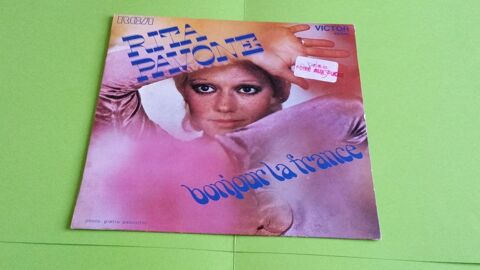 RCA
VICTOR
RITA
PAVONE
bonjour la france